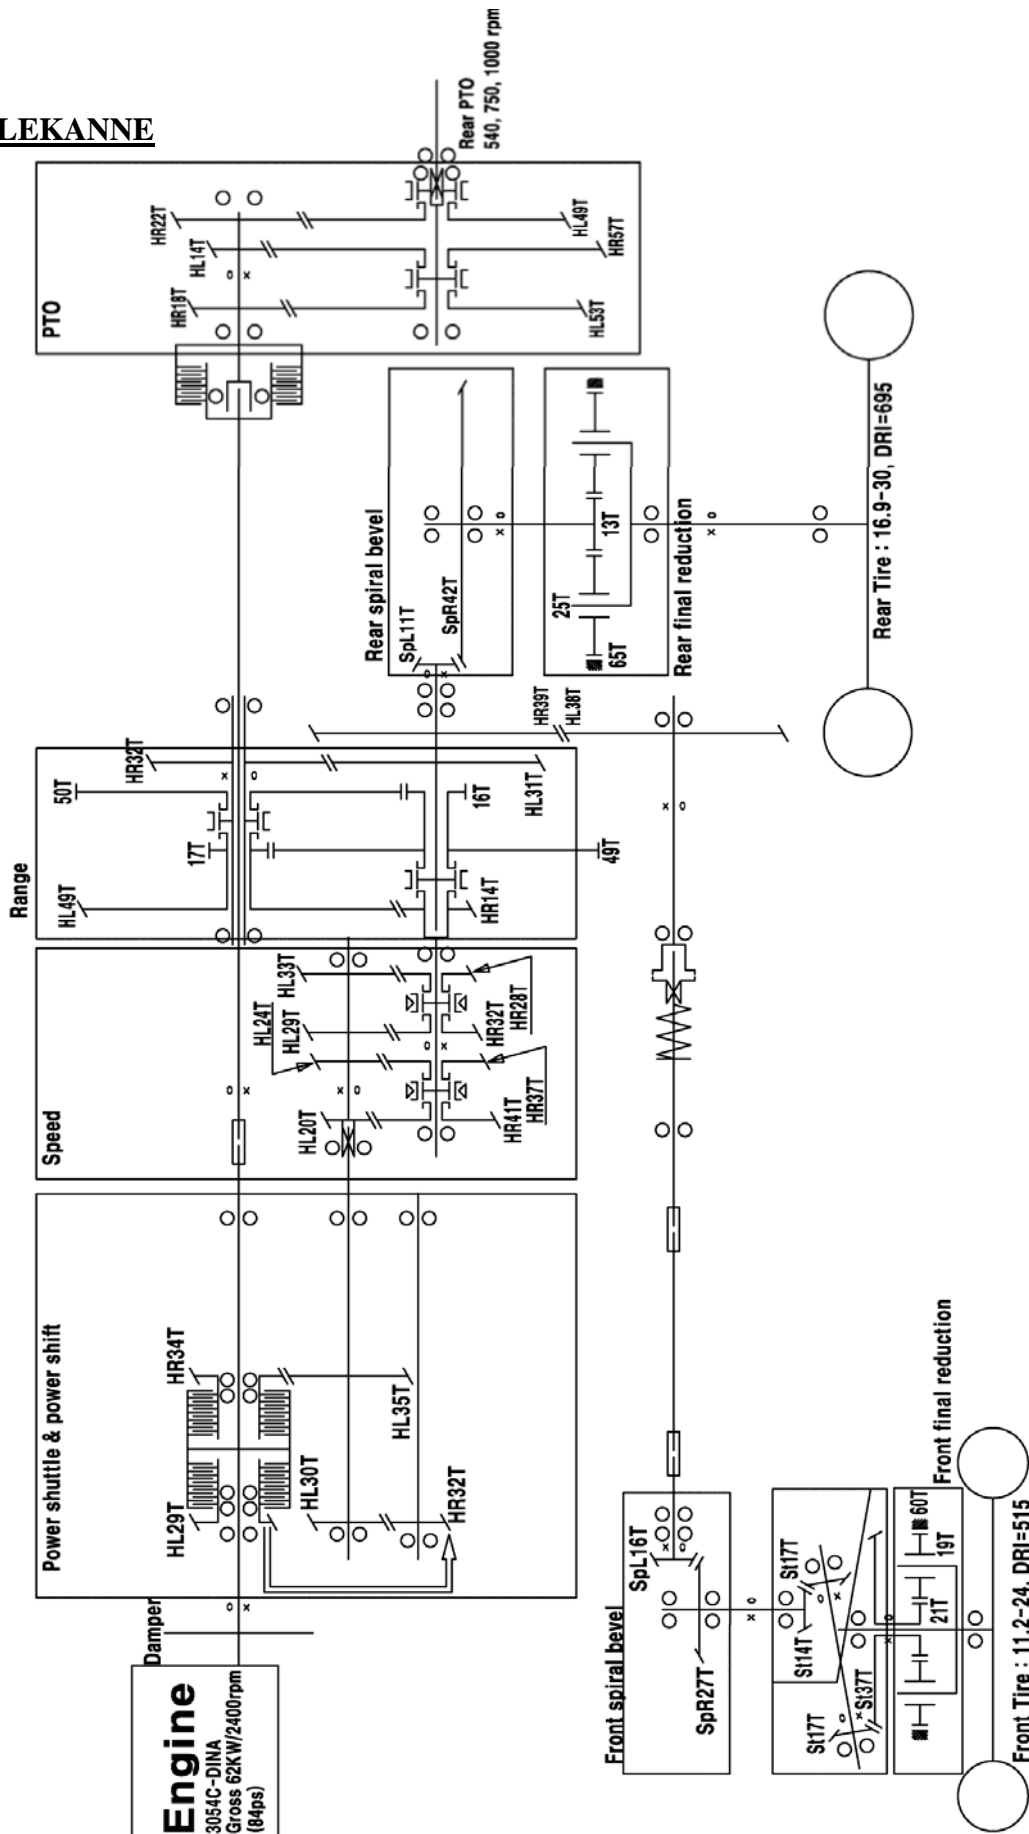 LEKANNE
Rear PTO
540, 750, 1000 rpm
PTO
HR22T
HL14T
HR18T
HL49T
HR57T
HL53T
Rear spiral bevel
SpL11T
SpR42T
13T
25T
65T
Rear final reduction
Rear Tire : 16.9-30, DRI=695
Range
50T
HR32T
17T
HL49T
16T
HL31T
49T
HR14T
HR39T
HL38T
Speed
HL33T
HL24T
HL29T
HL20T
HR32T
HR28T
HR41T
HR37T
Power shuttle & power shift
HR34T
HL29T
HL30T
HL35T
HR32T
Damper
Engine
3054C-DINA
Gross 62KW/2400rpm
(84ps)
Front spiral bevel
SpL16T
SpR27T
St17T
St14T
St37T
St17T
Front final reduction
60T
19T
21T
Front Tire : 11.2-24, DRI=515